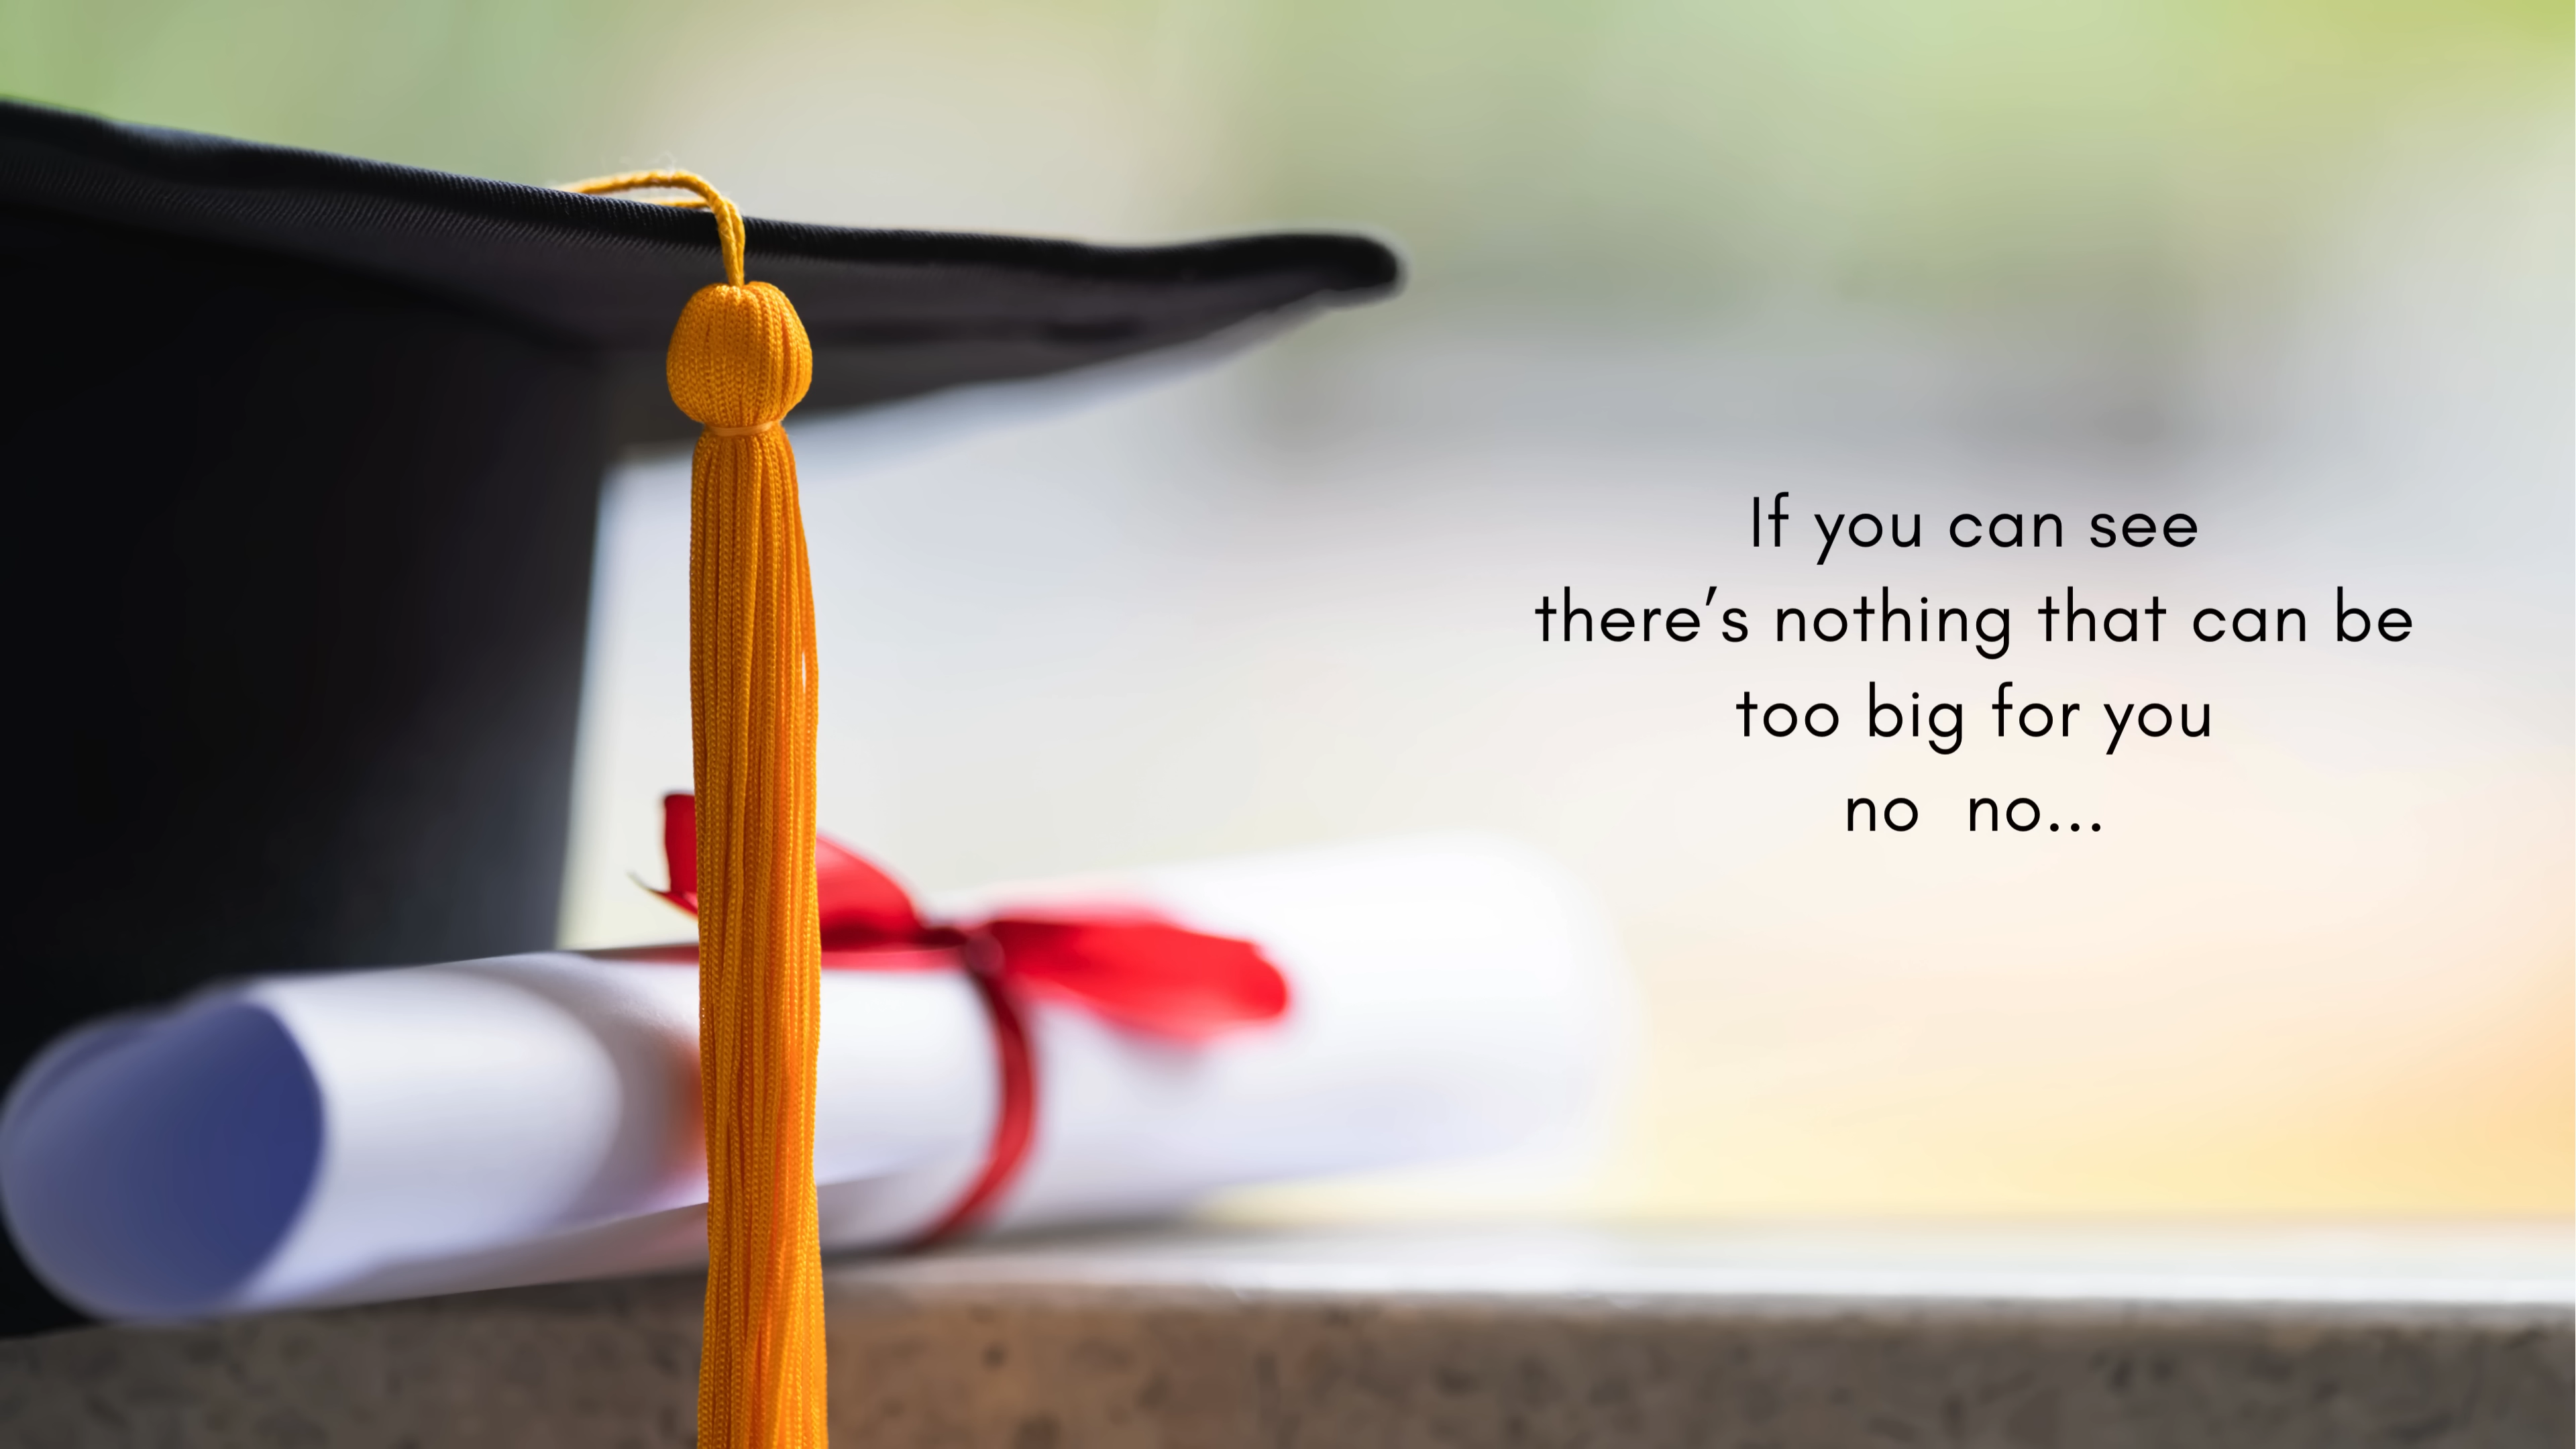 If you can see
there’s nothing that can be
too big for you
no  no...